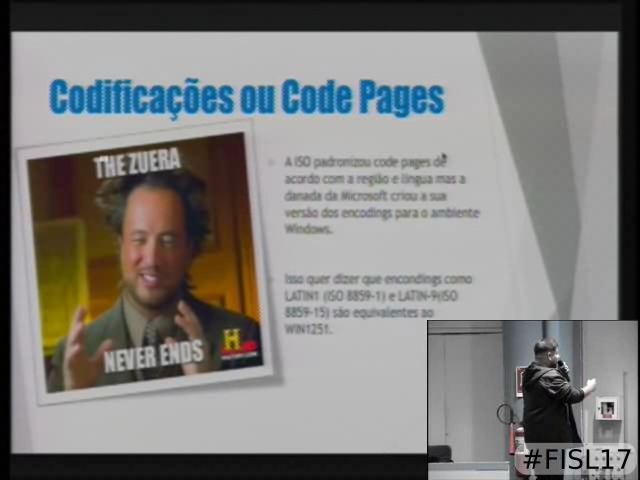 Codificações ou Code Pages
THE ZUERA
NEVER ENDS
H
A ISO padronizou code pages de
acordo com a região e língua mas a
danada da Microsoft criou a sua
versão dos encodings para o ambiente
Windows.
Isso quer dizer que encondings como
LATIN1 (ISO 8859-1) e LATIN-9(ISO
8859-15) são equivalentes ao
WIN1251.
#FISL17